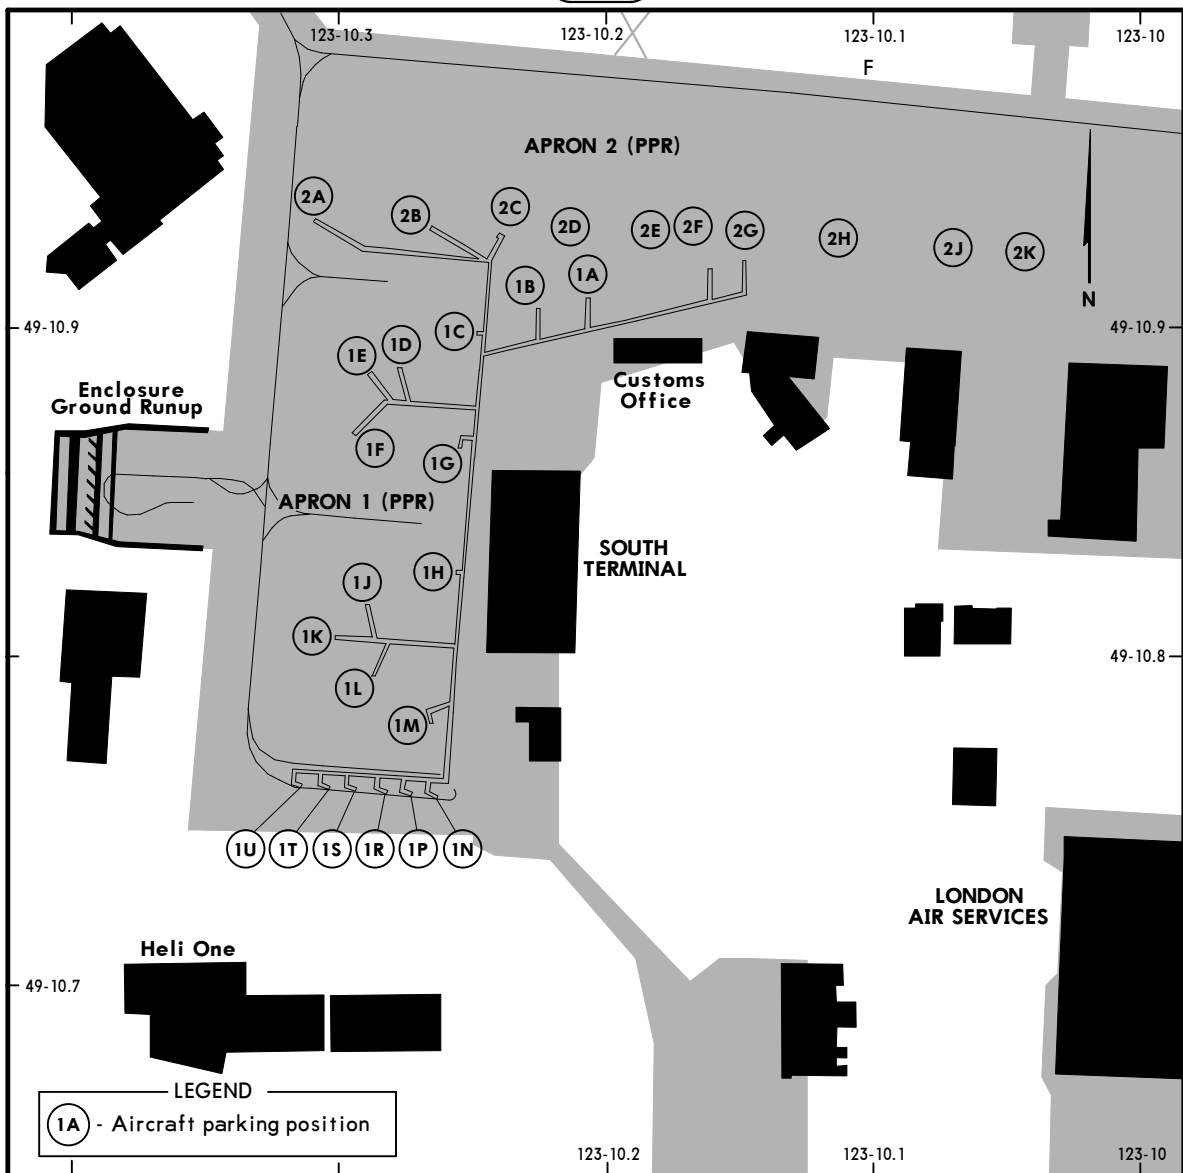 123-10.3
123-10.2
123-10.1
123-10
F
APRON 2 (PPR)
2A
2B
2C
2D
2E
2F
2G
2H
2J
2K
1B
1A
N
49-10.9
49-10.9
1C
1D
1E
Enclosure
Ground Runup
Customs
Office
1F
1G
APRON 1 (PPR)
SOUTH
TERMINAL
1H
1J
1K
49-10.8
1L
1M
1U
1T
1S
1R
1P
1N
LONDON
AIR SERVICES
Heli One
49-10.7
LEGEND
1A - Aircraft parking position
123-10.2
123-10.1
123-10